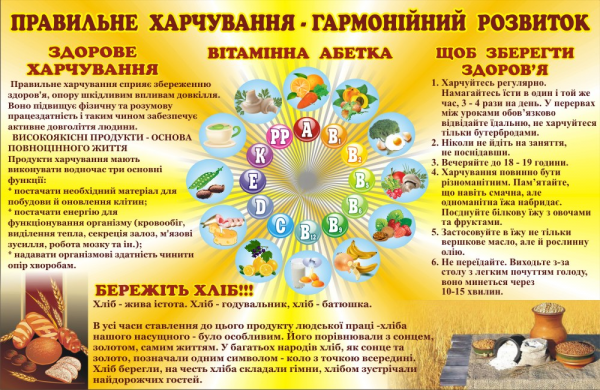 ПРАВИЛЬНЕ ХАРЧУВАННЯ - ГАРМОНІЙНИЙ РОЗВИТОК
ЗДОРОВЕ
ХАРЧУВАННЯ
Правильне харчування сприяє збереженню
здоров'я, опору шкідливим впливам довкілля.
Воно підвищує фізичну та розумову
працездатність і таким чином забезпечує
активне довголіття людини.
ВИСОКОЯКІСНІ ПРОДУКТИ - ОСНОВА
ПОВНОЦІННОГО ЖИТТЯ
Продукти харчування мають
виконувати водночас три основні
функції:
* постачати необхідний матеріал для
побудови й оновлення клітин;
* постачати енергію для
функціонування організму (кровообіг,
виділення тепла, секреція залоз, м'язові
зусилля, робота мозку та ін.);
* надавати організмові здатність чинити
опір хворобам.
ВІТАМІННА АБЕТКА
PP
A
B
B
B
B
B
B12
C
D
E
K
ЩОБ ЗБЕРЕГТИ
ЗДОРОВ'Я
1. Харчуйтесь регулярно.
Намагайтесь їсти в один і той же
час, 3 - 4 рази на день. У перервах
між уроками обов'язково
відвідайте їдальню, не харчуйтеся
тільки бутербродами.
2. Ніколи не йдіть на заняття,
не поснідавши.
3. Вечеряйте до 18 - 19 години.
4. Харчування повинно бути
різноманітним. Пам'ятайте,
що навіть смачна, але
одноманітна їжа набридає.
Поєднуйте білкову їжу з овочами
та фруктами.
5. Застосовуйте в їжу не тільки
вершкове масло, але й рослинну
олію.
6. Не переїдайте. Виходьте з-за
столу з легким почуттям голоду,
воно минеться через
10-15 хвилин.
БЕРЕЖІТЬ ХЛІБ!!!
Хліб - жива істота. Хліб - годувальник, хліб - батюшка.
В усі часи ставлення до цього продукту людської праці -хліба
нашого насущного - було особливим. Його порівнювали з сонцем,
золотом, самим життям. У багатьох народів хліб, як сонце та
золото, позначали одним символом - коло з точкою всередині.
Хліб берегли, на честь хліба складали гімни, хлібом зустрічали
найдорожчих гостей.